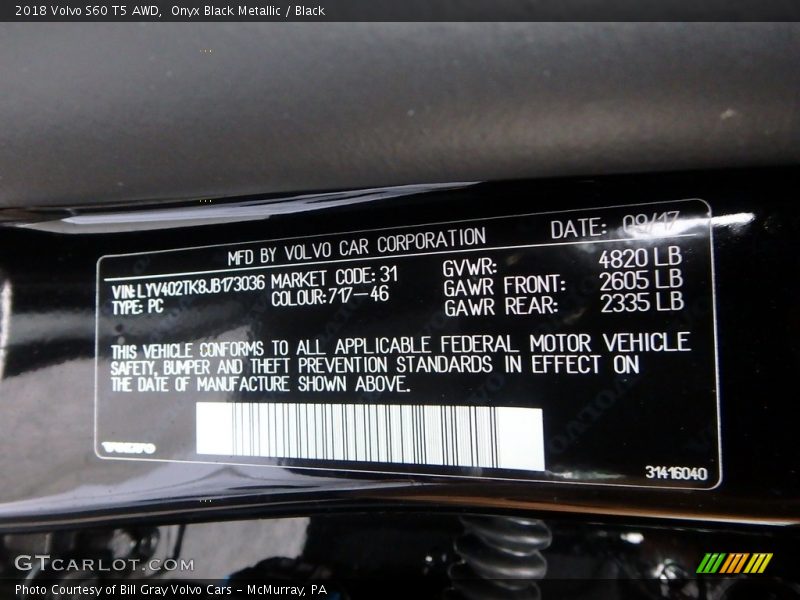 2018 Volvo S60 T5 AWD, Onyx Black Metallic / Black
MFD BY VOLVO CAR CORPORATION DATE: 09/17
VIN: LYV402TK8JB173036 MARKET CODE: 31 GVWR: 4820 LB
TYPE: PC COLOUR: 717-46 GAWR FRONT: 2605 LB
GAWR REAR: 2335 LB
THIS VEHICLE CONFORMS TO ALL APPLICABLE FEDERAL MOTOR VEHICLE
SAFETY, BUMPER AND THEFT PREVENTION STANDARDS IN EFFECT ON
THE DATE OF MANUFACTURE SHOWN ABOVE.
VOLVO
31416040
GTCARLOT.COM
Photo Courtesy of Bill Gray Volvo Cars - McMurray, PA